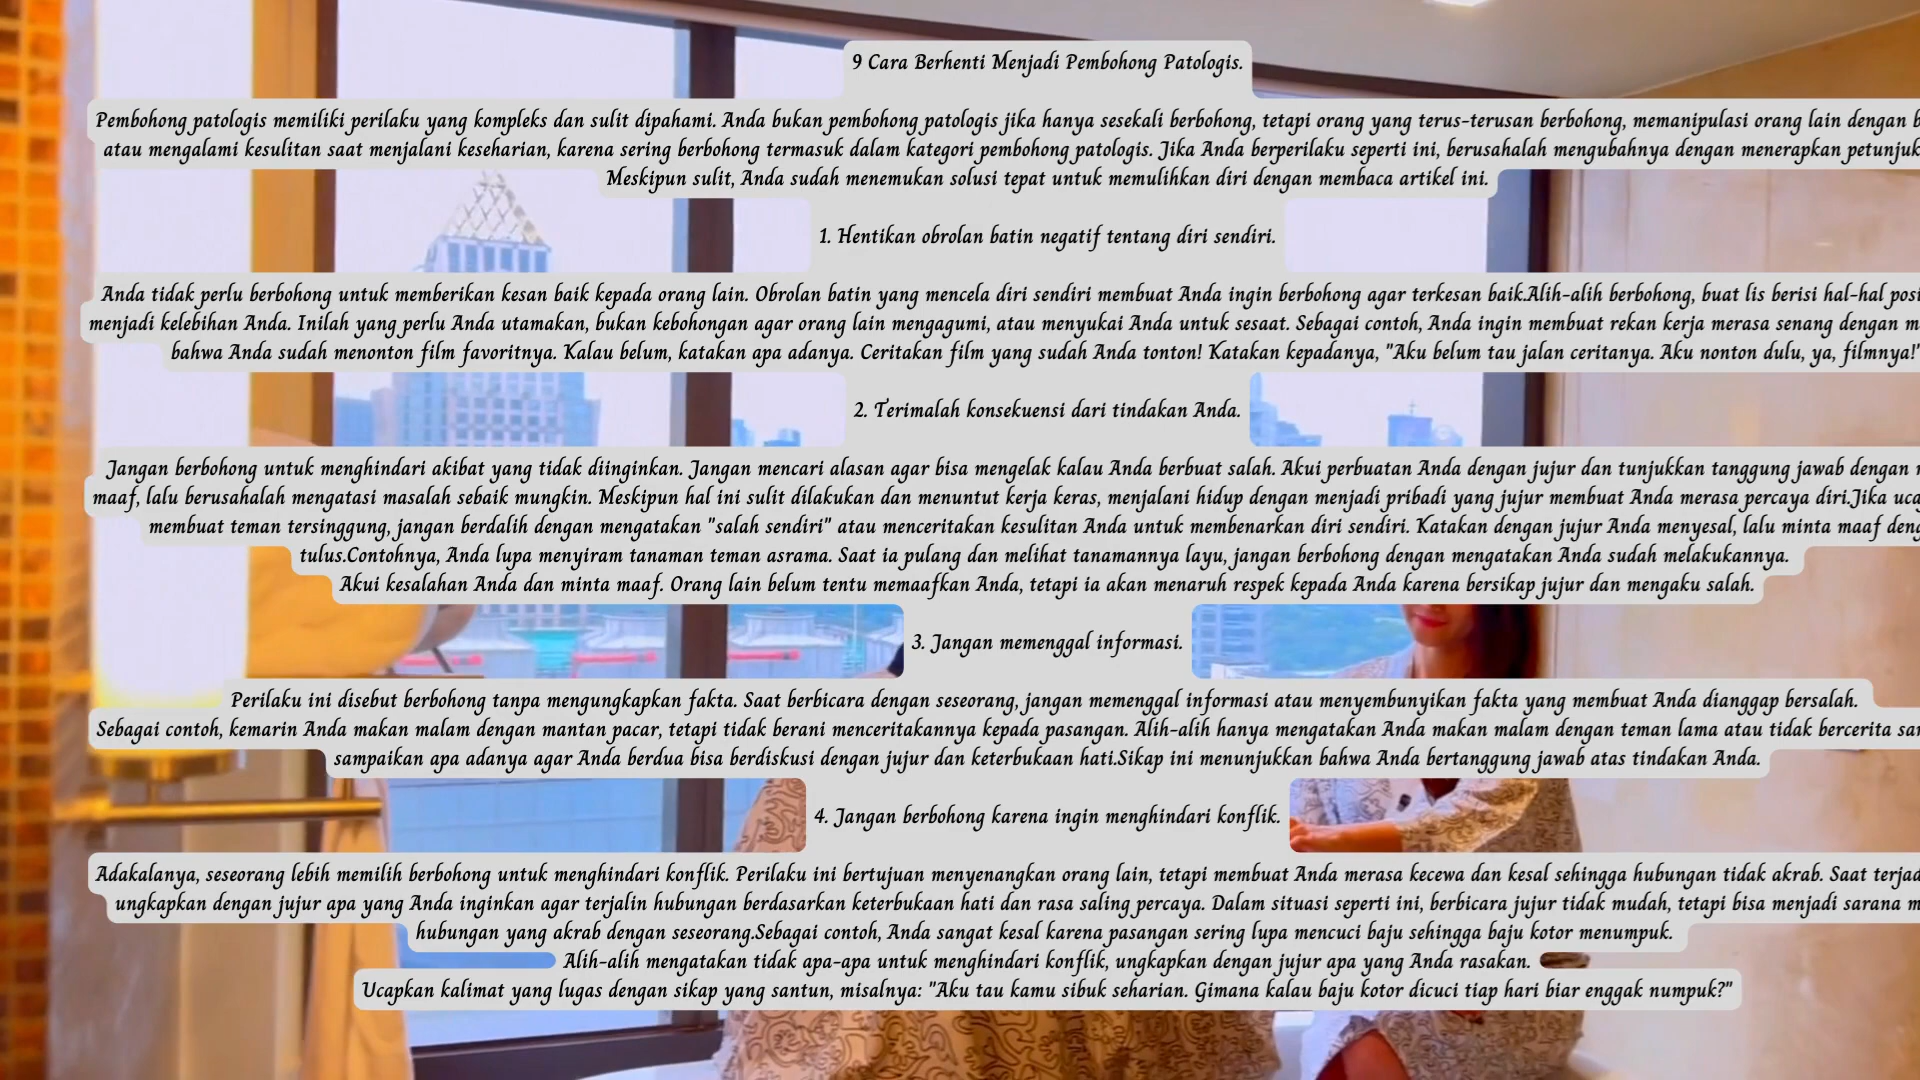 9 Cara Berhenti Menjadi Pembohong Patologis.
Pembohong patologis memiliki perilaku yang kompleks dan sulit dipahami. Anda bukan pembohong patologis jika hanya sesekali berbohong, tetapi orang yang terus-terusan berbohong, memanipulasi orang lain dengan
atau mengalami kesulitan saat menjalani keseharian, karena sering berbohong termasuk dalam kategori pembohong patologis. Jika Anda berperilaku seperti ini, berusahalah mengubahnya dengan menerapkan petunjuk
Meskipun sulit, Anda sudah menemukan solusi tepat untuk memulihkan diri dengan membaca artikel ini.
1. Hentikan obrolan batin negatif tentang diri sendiri.
Anda tidak perlu berbohong untuk memberikan kesan baik kepada orang lain. Obrolan batin yang mencela diri sendiri membuat Anda ingin berbohong agar terkesan baik.Alih-alih berbohong, buat lis berisi hal-hal
menjadi kelebihan Anda. Inilah yang perlu Anda utamakan, bukan kebohongan agar orang lain mengagumi, atau menyukai Anda untuk sesaat. Sebagai contoh, Anda ingin membuat rekan kerja merasa senang dengan
bahwa Anda sudah menonton film favoritnya. Kalau belum, katakan apa adanya. Ceritakan film yang sudah Anda tonton! Katakan kepadanya, "Aku belum tau jalan ceritanya. Aku nonton dulu, ya, filmnya!"
2. Terimalah konsekuensi dari tindakan Anda.
Jangan berbohong untuk menghindari akibat yang tidak diinginkan. Jangan mencari alasan agar bisa mengelak kalau Anda berbuat salah. Akui perbuatan Anda dengan jujur dan tunjukkan tanggung jawab dengan
maaf, lalu berusahalah mengatasi masalah sebaik mungkin. Meskipun hal ini sulit dilakukan dan menuntut kerja keras, menjalani hidup dengan menjadi pribadi yang jujur membuat Anda merasa percaya diri.Jika
membuat teman tersinggung, jangan berdalih dengan mengatakan "salah sendiri" atau menceritakan kesulitan Anda untuk membenarkan diri sendiri. Katakan dengan jujur Anda menyesal, lalu minta maaf
tulus.Contohnya, Anda lupa menyiram tanaman teman asrama. Saat ia pulang dan melihat tanamannya layu, jangan berbohong dengan mengatakan Anda sudah melakukannya.
Akui kesalahan Anda dan minta maaf. Orang lain belum tentu memaafkan Anda, tetapi ia akan menaruh respek kepada Anda karena bersikap jujur dan mengaku salah.
3. Jangan memenggal informasi.
Perilaku ini disebut berbohong tanpa mengungkapkan fakta. Saat berbicara dengan seseorang, jangan memenggal informasi atau menyembunyikan fakta yang membuat Anda dianggap bersalah.
Sebagai contoh, kemarin Anda makan malam dengan mantan pacar, tetapi tidak berani menceritakannya kepada pasangan. Alih-alih hanya mengatakan Anda makan malam dengan teman lama atau tidak bercerita
sampaikan apa adanya agar Anda berdua bisa berdiskusi dengan jujur dan keterbukaan hati.Sikap ini menunjukkan bahwa Anda bertanggung jawab atas tindakan Anda.
4. Jangan berbohong karena ingin menghindari konflik.
Adakalanya, seseorang lebih memilih berbohong untuk menghindari konflik. Perilaku ini bertujuan menyenangkan orang lain, tetapi membuat Anda merasa kecewa dan kesal sehingga hubungan tidak akrab. Saat
ungkapkan dengan jujur apa yang Anda inginkan agar terjalin hubungan berdasarkan keterbukaan hati dan rasa saling percaya. Dalam situasi seperti ini, berbicara jujur tidak mudah, tetapi bisa menjadi sarana
hubungan yang akrab dengan seseorang.Sebagai contoh, Anda sangat kesal karena pasangan sering lupa mencuci baju sehingga baju kotor menumpuk.
Alih-alih mengatakan tidak apa-apa untuk menghindari konflik, ungkapkan dengan jujur apa yang Anda rasakan.
Ucapkan kalimat yang lugas dengan sikap yang santun, misalnya: "Aku tau kamu sibuk seharian. Gimana kalau baju kotor dicuci tiap hari biar enggak numpuk?"